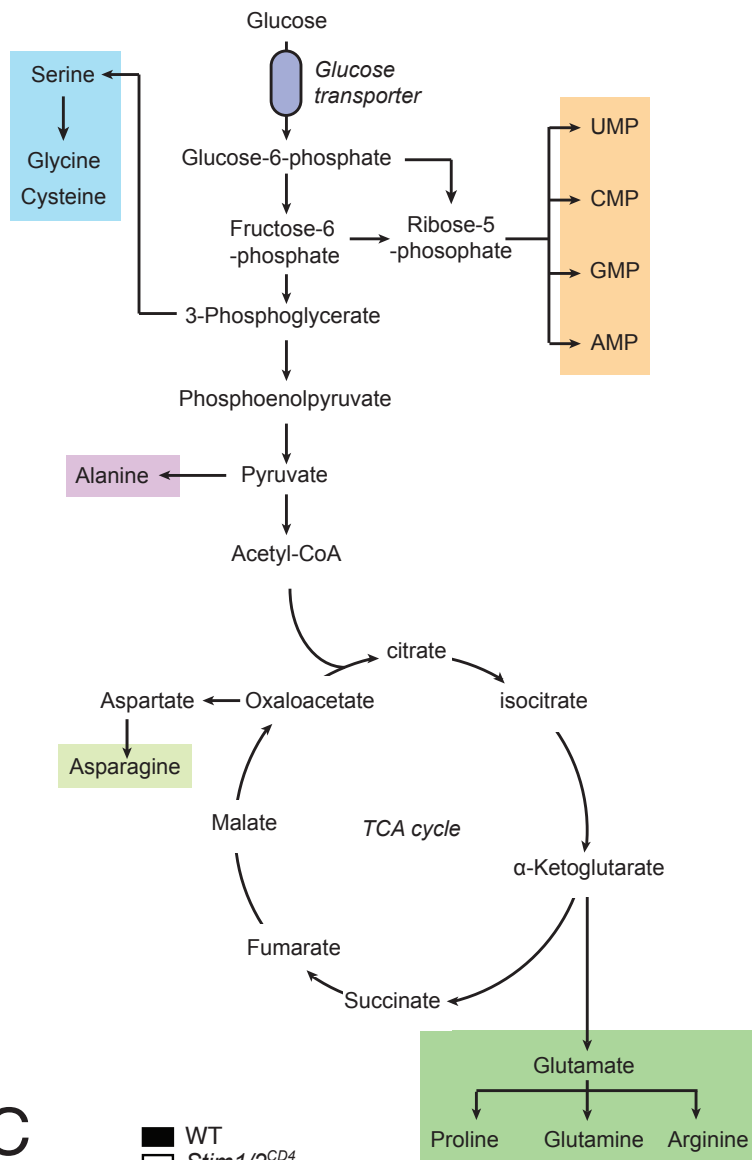 Glucose
Glucose
transporter
Serine
Glycine
Cysteine
Glucose-6-phosphate
Fructose-6
-phosphate
Ribose-5
-phosophate
UMP
CMP
GMP
AMP
3-Phosphoglycerate
Phosphoenolpyruvate
Alanine
Pyruvate
Acetyl-CoA
citrate
Aspartate
Oxaloacetate
isocitrate
Asparagine
Malate
TCA cycle
α-Ketoglutarate
Fumarate
Succinate
Glutamate
Proline
Glutamine
Arginine
C
WT
Stim1/2CD4